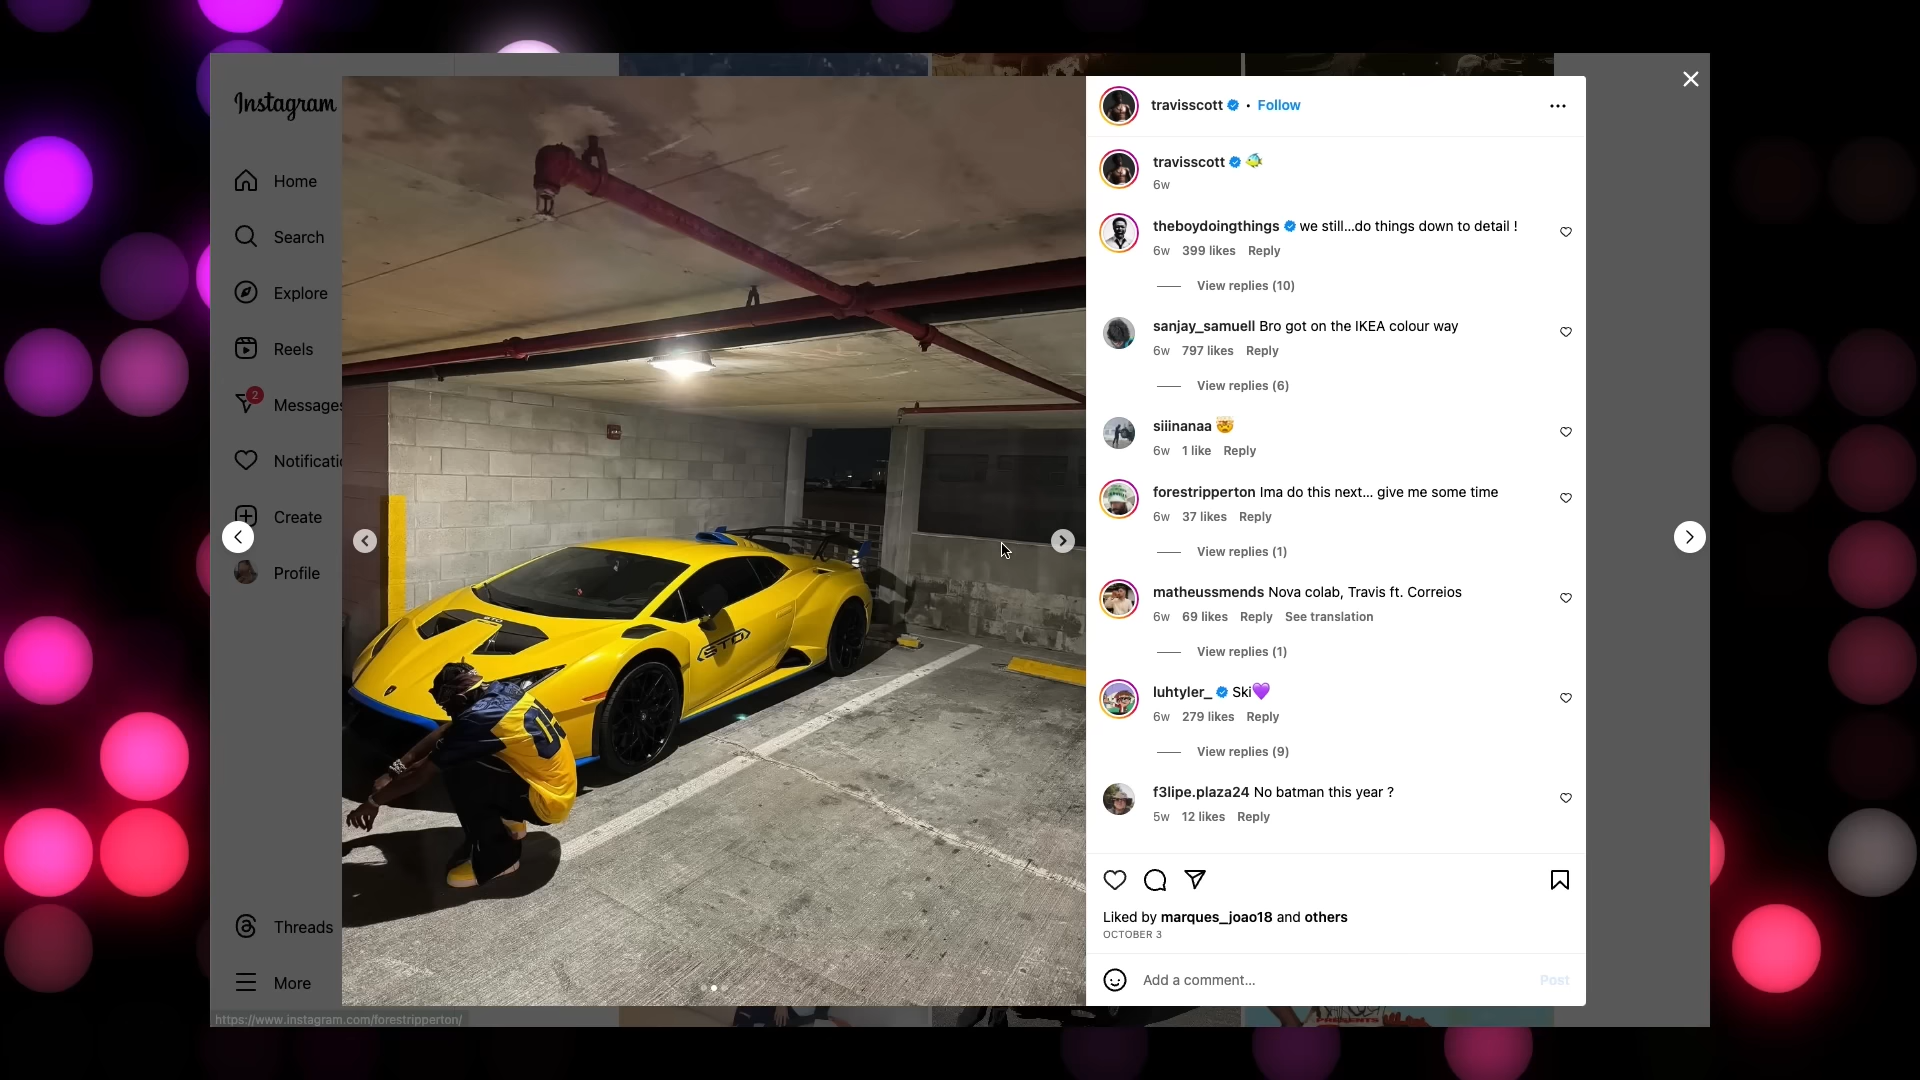 Instagram
Home
Search
Explore
Reels
2
Messages
Notificati
Create
Profile
Threads
More
https://www.instagram.com/forestripperton/
STO
travisscott • Follow
travisscott
6w
theboydoingthings we still...do things down to detail !
6w 399 likes Reply
View replies (10)
sanjay_samuell Bro got on the IKEA colour way
6w 797 likes Reply
View replies (6)
siiinanaa
6w 1 like Reply
forestripperton Ima do this next... give me some time
6w 37 likes Reply
View replies (1)
matheussmends Nova colab, Travis ft. Correios
6w 69 likes Reply See translation
View replies (1)
luhtyler_ Ski
6w 279 likes Reply
View replies (9)
f3lipe.plaza24 No batman this year ?
5w 12 likes Reply
Liked by marques_joao18 and others
OCTOBER 3
Add a comment...
Post